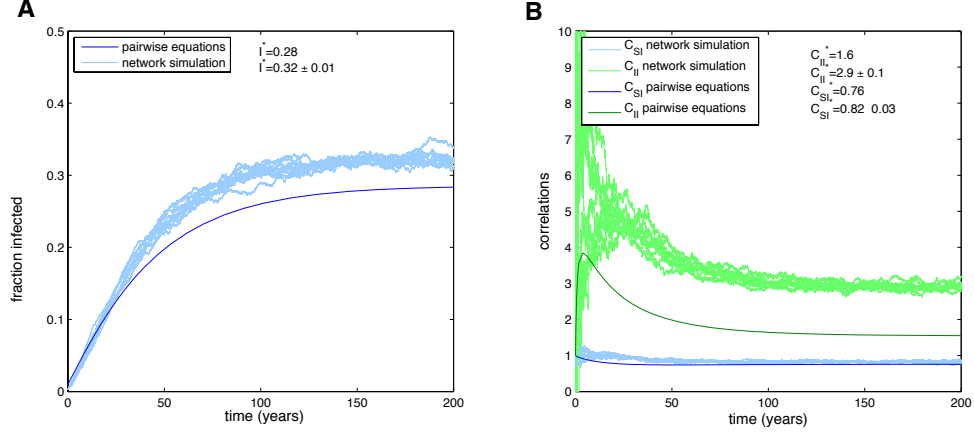 A
0.5
0.4
0.3
0.2
0.1
0
0
50
100
150
200
fraction infected
time (years)
pairwise equations
network simulation
I*=0.28
I*=0.32 ± 0.01
B
10
9
8
7
6
5
4
3
2
1
0
0
50
100
150
200
correlations
time (years)
C_SI network simulation
C_II network simulation
C_SI pairwise equations
C_II pairwise equations
C_II*=1.6
C_II*=2.9 ± 0.1
C_SI*=0.76
C_SI*=0.82 0.03